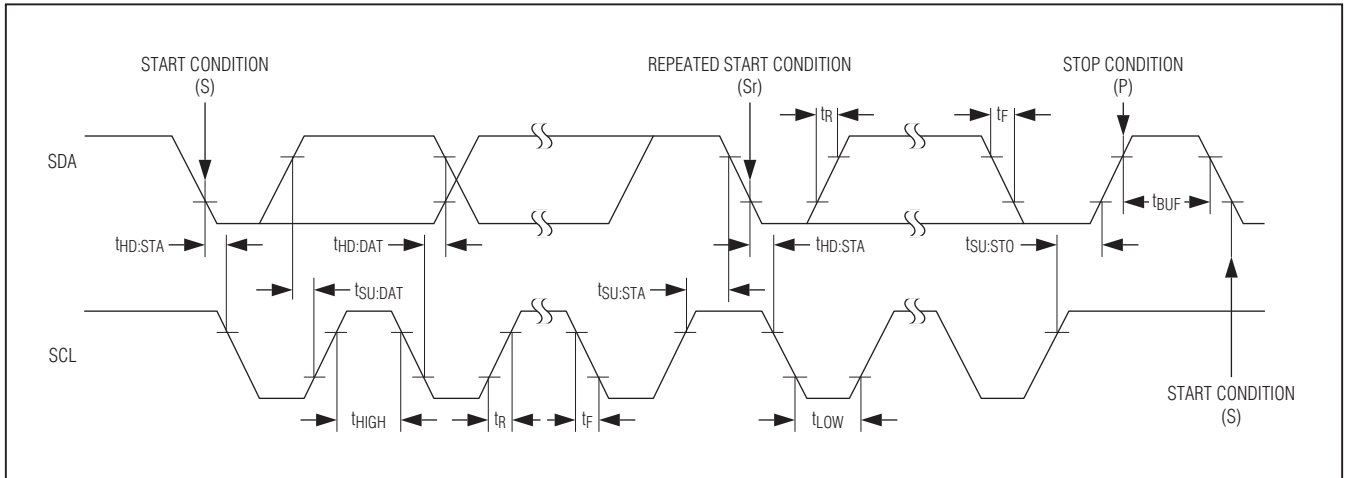 START CONDITION
(S)
REPEATED START CONDITION
(Sr)
STOP CONDITION
(P)
tR
tF
SDA
tBUF
tHD:STA
tHD:DAT
tHD:STA
tSU:STO
tSU:DAT
tSU:STA
SCL
tHIGH
tR
tF
tLOW
START CONDITION
(S)